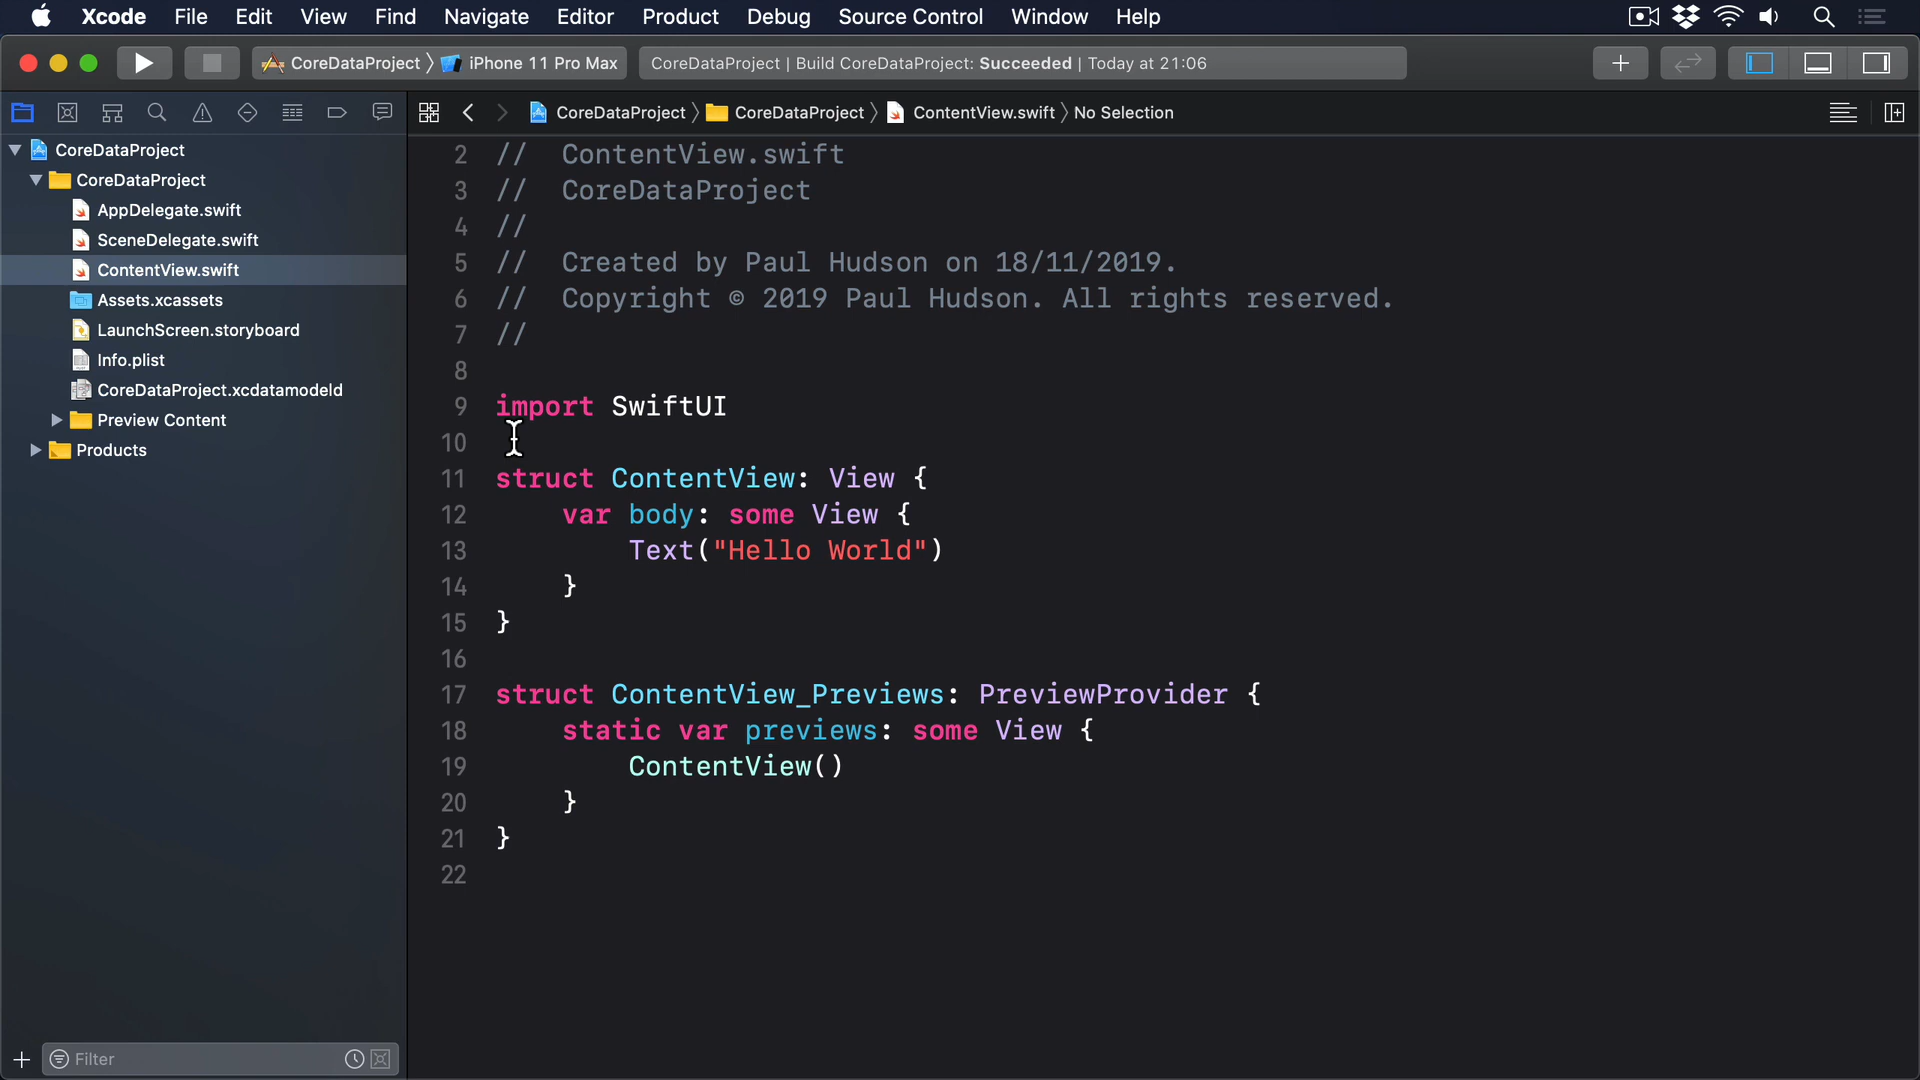 Xcode File Edit View Find Navigate Editor Product Debug Source Control Window Help
CoreDataProject iPhone 11 Pro Max CoreDataProject | Build CoreDataProject: Succeeded | Today at 21:06
CoreDataProject CoreDataProject ContentView.swift No Selection
CoreDataProject
CoreDataProject
AppDelegate.swift
SceneDelegate.swift
ContentView.swift
Assets.xcassets
LaunchScreen.storyboard
Info.plist
CoreDataProject.xcdatamodeld
Preview Content
Products
Filter
2 //  ContentView.swift
3 //  CoreDataProject
4 //
5 //  Created by Paul Hudson on 18/11/2019.
6 //  Copyright © 2019 Paul Hudson. All rights reserved.
7 //
8
9 import SwiftUI
10
11 struct ContentView: View {
12     var body: some View {
13         Text("Hello World")
14     }
15 }
16
17 struct ContentView_Previews: PreviewProvider {
18     static var previews: some View {
19         ContentView()
20     }
21 }
22